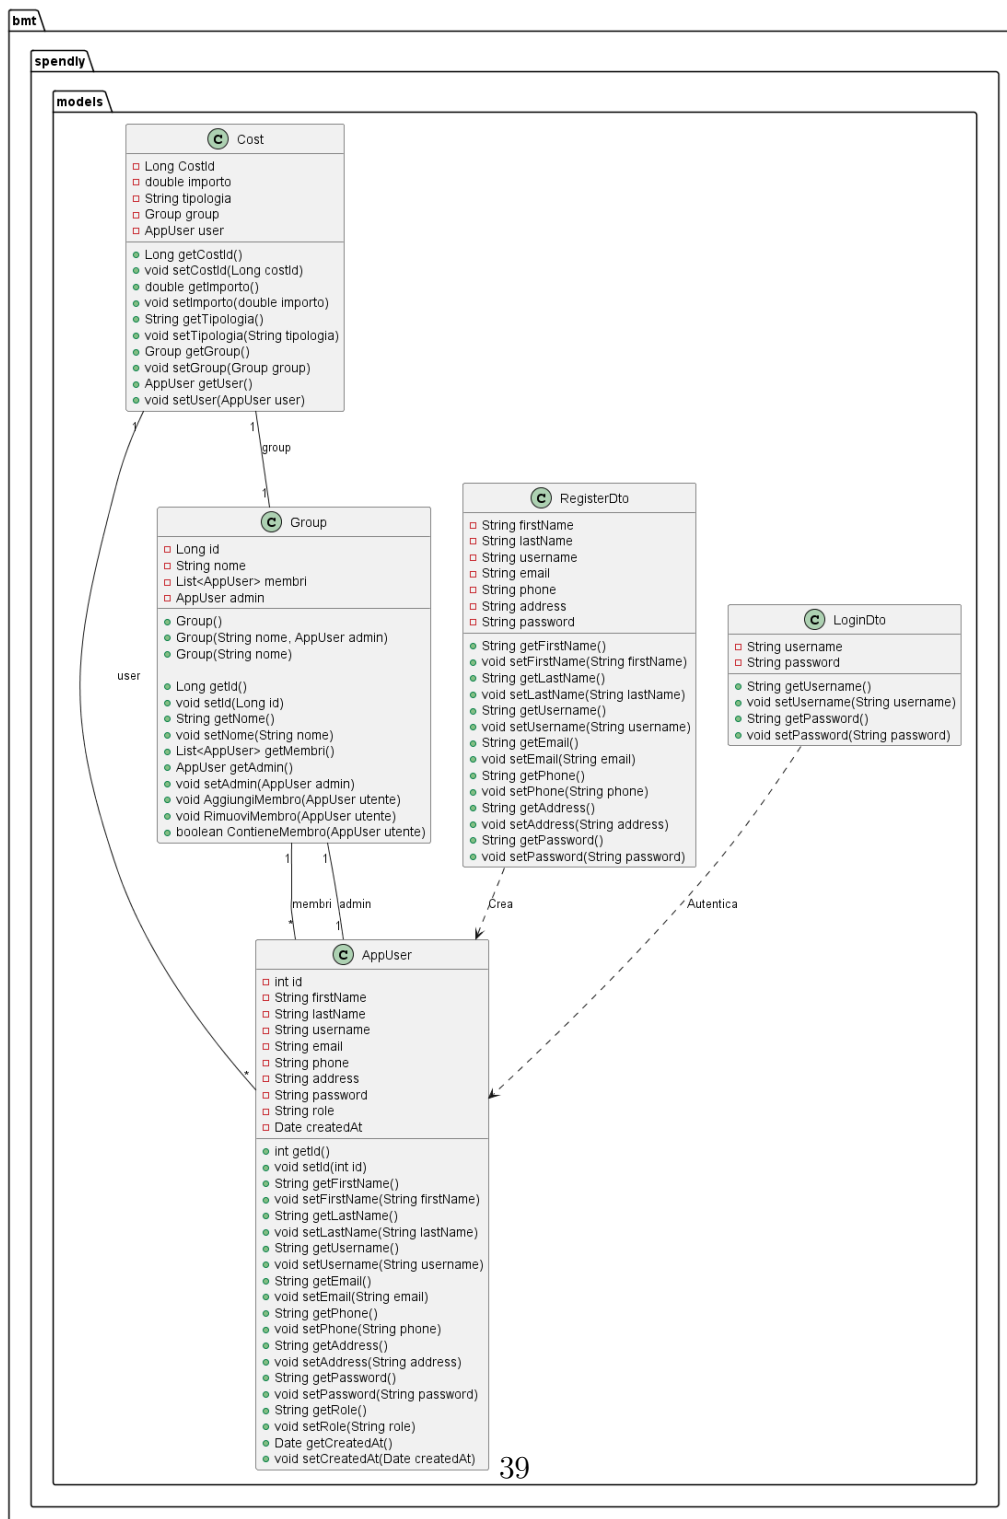 bmt
spendly
models
C Cost
Long CostId
double importo
String tipologia
Group group
AppUser user
Long getCostId()
void setCostId(Long costId)
double getImporto()
void setImporto(double importo)
String getTipologia()
void setTipologia(String tipologia)
Group getGroup()
void setGroup(Group group)
AppUser getUser()
void setUser(AppUser user)
1
1
group
1
user
C Group
Long id
String nome
List<AppUser> membri
AppUser admin
Group()
Group(String nome, AppUser admin)
Group(String nome)
Long getId()
void setId(Long id)
String getNome()
void setNome(String nome)
List<AppUser> getMembri()
AppUser getAdmin()
void setAdmin(AppUser admin)
void AggiungiMembro(AppUser utente)
void RimuoviMembro(AppUser utente)
boolean ContieneMembro(AppUser utente)
C RegisterDto
String firstName
String lastName
String username
String email
String phone
String address
String password
String getFirstName()
void setFirstName(String firstName)
String getLastName()
void setLastName(String lastName)
String getUsername()
void setUsername(String username)
String getEmail()
void setEmail(String email)
String getPhone()
void setPhone(String phone)
String getAddress()
void setAddress(String address)
String getPassword()
void setPassword(String password)
C LoginDto
String username
String password
String getUsername()
void setUsername(String username)
String getPassword()
void setPassword(String password)
1
1
membri
admin
Crea
Autentica
*
1
*
C AppUser
int id
String firstName
String lastName
String username
String email
String phone
String address
String password
String role
Date createdAt
int getId()
void setId(int id)
String getFirstName()
void setFirstName(String firstName)
String getLastName()
void setLastName(String lastName)
String getUsername()
void setUsername(String username)
String getEmail()
void setEmail(String email)
String getPhone()
void setPhone(String phone)
String getAddress()
void setAddress(String address)
String getPassword()
void setPassword(String password)
String getRole()
void setRole(String role)
Date getCreatedAt()
void setCreatedAt(Date createdAt)
39